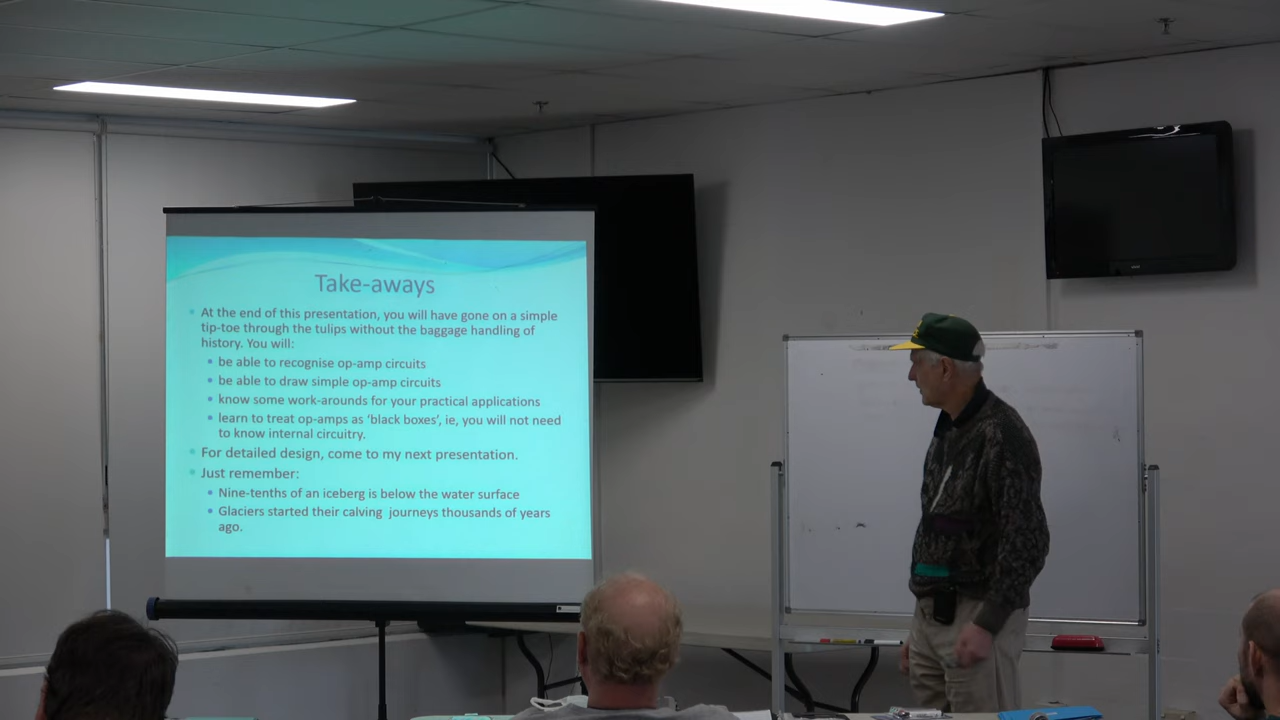 Take-aways
At the end of this presentation, you will have gone on a simple
tip-toe through the tulips without the baggage handling of
history. You will:
be able to recognise op-amp circuits
be able to draw simple op-amp circuits
know some work-arounds for your practical applications
learn to treat op-amps as ‘black boxes’, ie, you will not need
to know internal circuitry.
For detailed design, come to my next presentation.
Just remember:
Nine-tenths of an iceberg is below the water surface
Glaciers started their calving journeys thousands of years
ago.